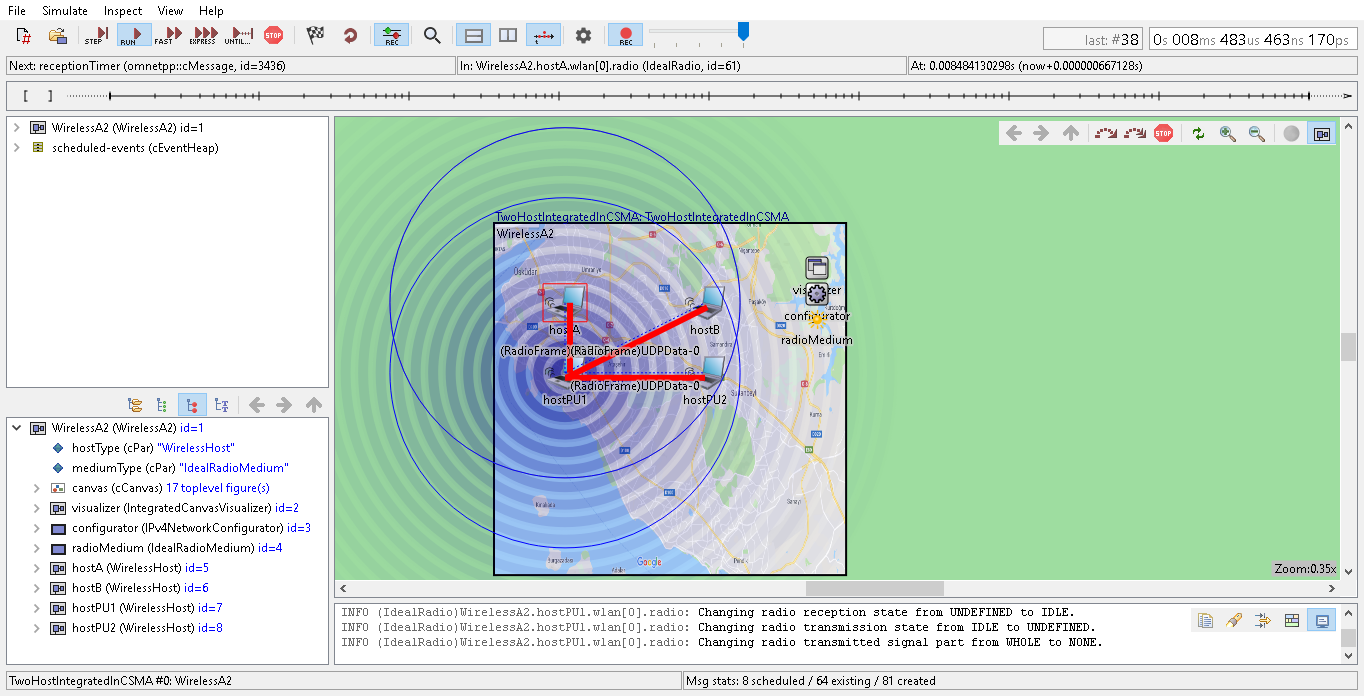 File Simulate Inspect View Help
STEP RUN FAST EXPRESS UNTIL... STOP REC REC
last: #38 0s 008ms 483us 463ns 170ps
Next: receptionTimer (omnetpp::cMessage, id=3436) In: WirelessA2.hostA.wlan[0].radio (IdealRadio, id=61) At: 0.008484130298s (now+0.000000667128s)
[ ]
WirelessA2 (WirelessA2) id=1
scheduled-events (cEventHeap)
STOP
TwoHostIntegratedInCSMA: TwoHostIntegratedInCSMA
WirelessA2
Üsküdar
Ümraniye
visualizer
Paşaköy
configurator
hostA
hostB
radioMedium
Samandıra
(RadioFrame)(RadioFrame)UDPData-0
(RadioFrame)UDPData-0
hostPU1
hostPU2
Sultanbeyli
Kurna
Google
Zoom:0.35x
WirelessA2 (WirelessA2) id=1
hostType (cPar) "WirelessHost"
mediumType (cPar) "IdealRadioMedium"
canvas (cCanvas) 17 toplevel figure(s)
visualizer (IntegratedCanvasVisualizer) id=2
configurator (IPv4NetworkConfigurator) id=3
radioMedium (IdealRadioMedium) id=4
hostA (WirelessHost) id=5
hostB (WirelessHost) id=6
hostPU1 (WirelessHost) id=7
hostPU2 (WirelessHost) id=8
INFO (IdealRadio)WirelessA2.hostPU1.wlan[0].radio: Changing radio reception state from UNDEFINED to IDLE.
INFO (IdealRadio)WirelessA2.hostPU1.wlan[0].radio: Changing radio transmission state from IDLE to UNDEFINED.
INFO (IdealRadio)WirelessA2.hostPU1.wlan[0].radio: Changing radio transmitted signal part from WHOLE to NONE.
TwoHostIntegratedInCSMA #0: WirelessA2 Msg stats: 8 scheduled / 64 existing / 81 created